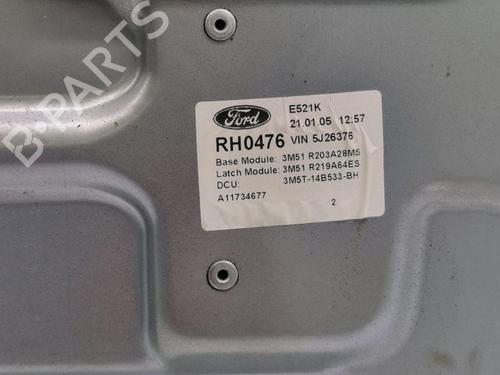 B-PARTS
Ford
E521K
21.01.05 12:57
RH0476 VIN 5J26376
Base Module: 3M51 R203A28MS
Latch Module: 3M51 R219A64ES
DCU: 3M5T-14B533-BH
A11734677 2